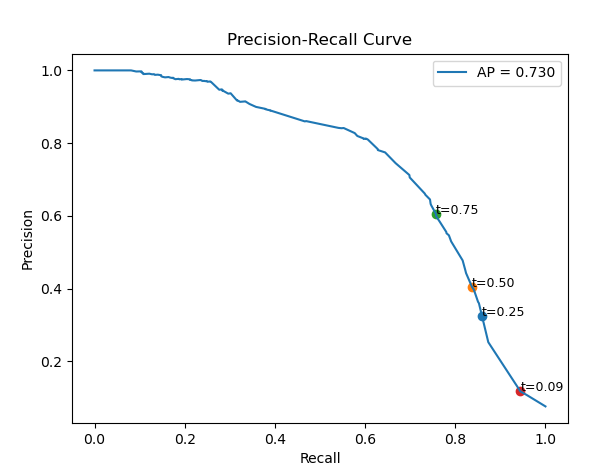 Precision-Recall Curve
AP = 0.730
1.0
0.8
0.6
0.4
0.2
Precision
t=0.75
t=0.50
t=0.25
t=0.09
0.0
0.2
0.4
0.6
0.8
1.0
Recall